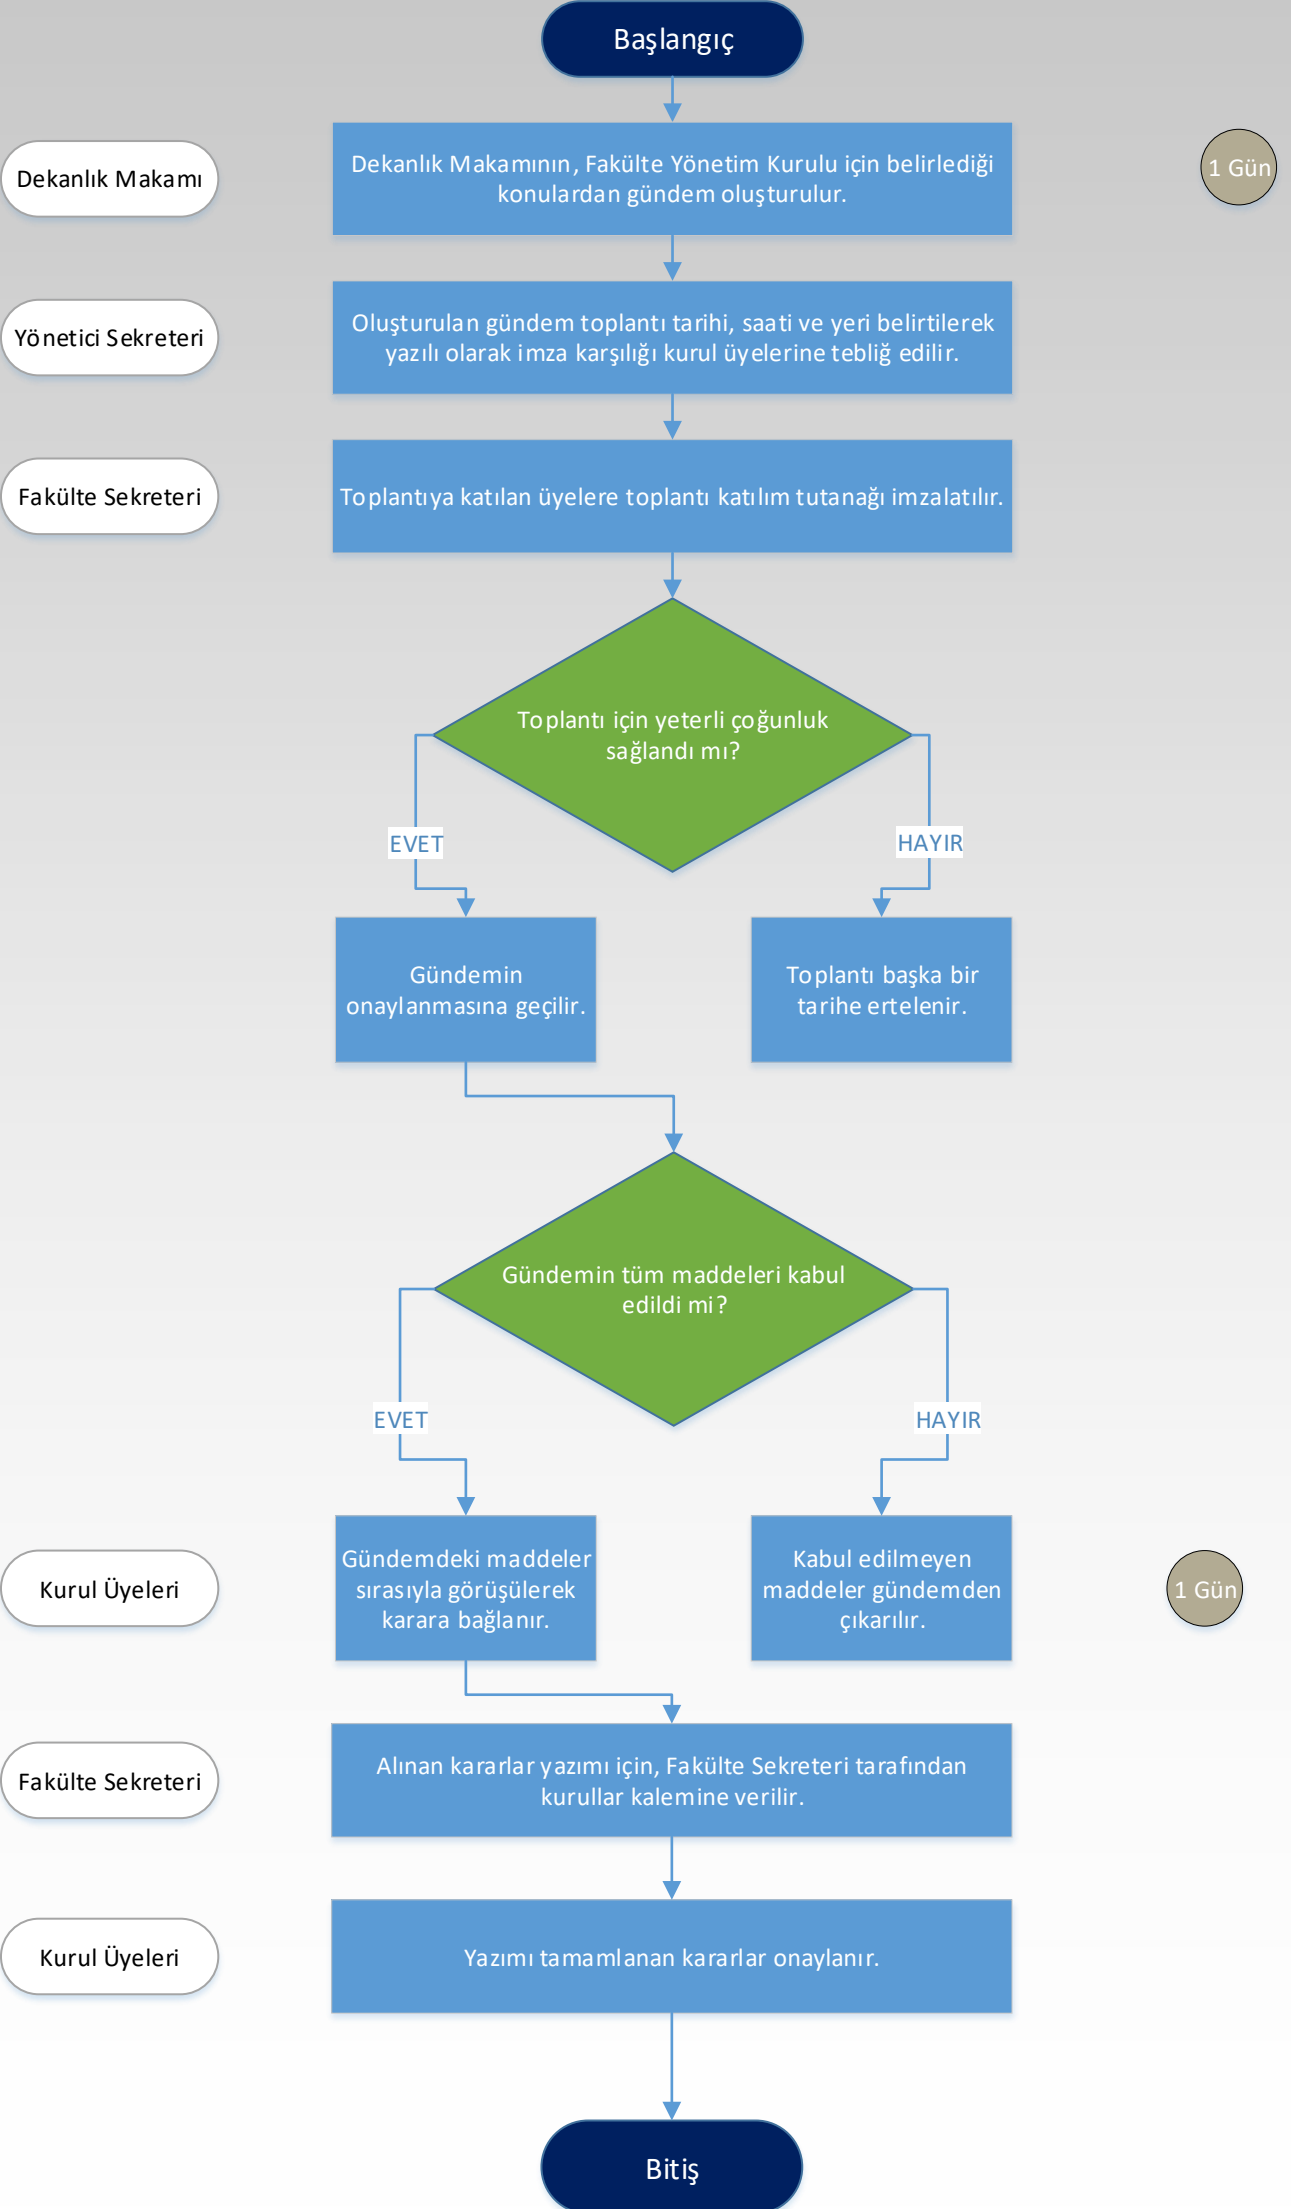 Başlangıç
Dekanlık Makamı
Dekanlık Makamının, Fakülte Yönetim Kurulu için belirlediği
konulardan gündem oluşturulur.
1 Gün
Yönetici Sekreteri
Oluşturulan gündem toplantı tarihi, saati ve yeri belirtilerek
yazılı olarak imza karşılığı kurul üyelerine tebliğ edilir.
Fakülte Sekreteri
Toplantıya katılan üyelere toplantı katılım tutanağı imzalatılır.
Toplantı için yeterli çoğunluk
sağlandı mı?
EVET
HAYIR
Gündemin
onaylanmasına geçilir.
Toplantı başka bir
tarihe ertelenir.
Gündemin tüm maddeleri kabul
edildi mi?
EVET
HAYIR
Kurul Üyeleri
Gündemdeki maddeler
sırasıyla görüşülerek
karara bağlanır.
Kabul edilmeyen
maddeler gündemden
çıkarılır.
1 Gün
Fakülte Sekreteri
Alınan kararlar yazımı için, Fakülte Sekreteri tarafından
kurullar kalemine verilir.
Kurul Üyeleri
Yazımı tamamlanan kararlar onaylanır.
Bitiş